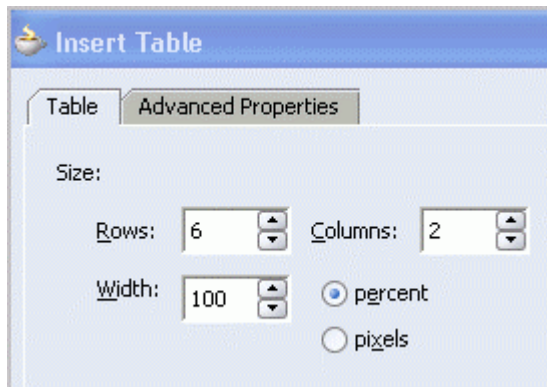 Insert Table
Table Advanced Properties
Size:
Rows: 6 Columns: 2
Width: 100 percent
pixels